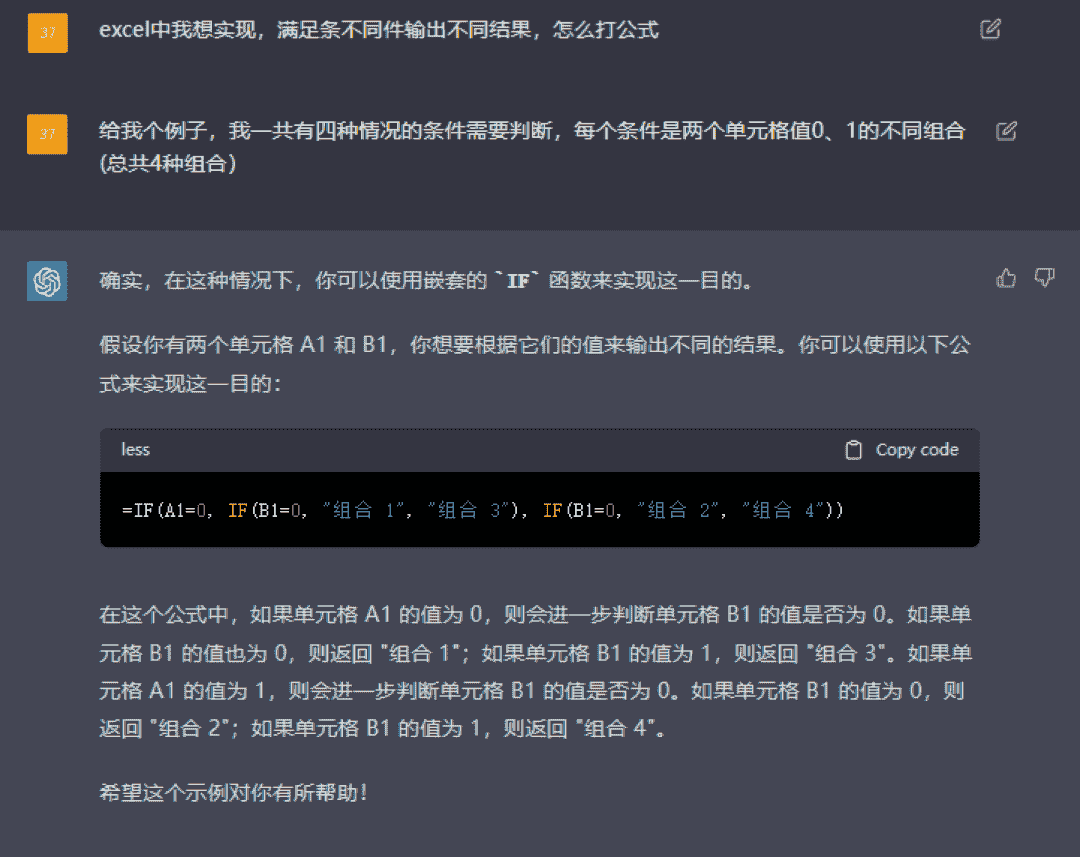 37
excel中我想实现，满足条不同件输出不同结果，怎么打公式
37
给我个例子，我一共有四种情况的条件需要判断，每个条件是两个单元格值0、1的不同组合
(总共4种组合)
确实，在这种情况下，你可以使用嵌套的 `IF` 函数来实现这一目的。
假设你有两个单元格 A1 和 B1，你想要根据它们的值来输出不同的结果。你可以使用以下公
式来实现这一目的：
less
Copy code
=IF(A1=0, IF(B1=0, "组合 1", "组合 3"), IF(B1=0, "组合 2", "组合 4"))
在这个公式中，如果单元格 A1 的值为 0，则会进一步判断单元格 B1 的值是否为 0。如果单
元格 B1 的值也为 0，则返回 "组合 1"；如果单元格 B1 的值为 1，则返回 "组合 3"。如果单
元格 A1 的值为 1，则会进一步判断单元格 B1 的值是否为 0。如果单元格 B1 的值为 0，则
返回 "组合 2"；如果单元格 B1 的值为 1，则返回 "组合 4"。
希望这个示例对你有所帮助！